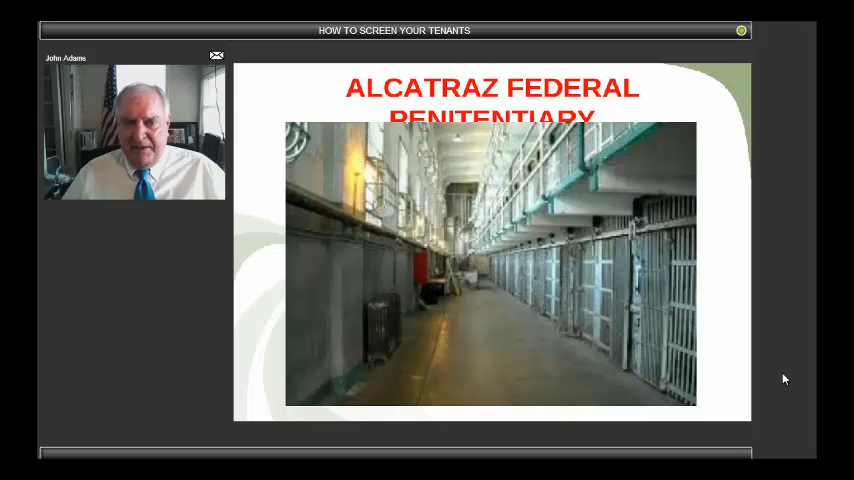 HOW TO SCREEN YOUR TENANTS
John Adams
ALCATRAZ FEDERAL
PENITENTIARY